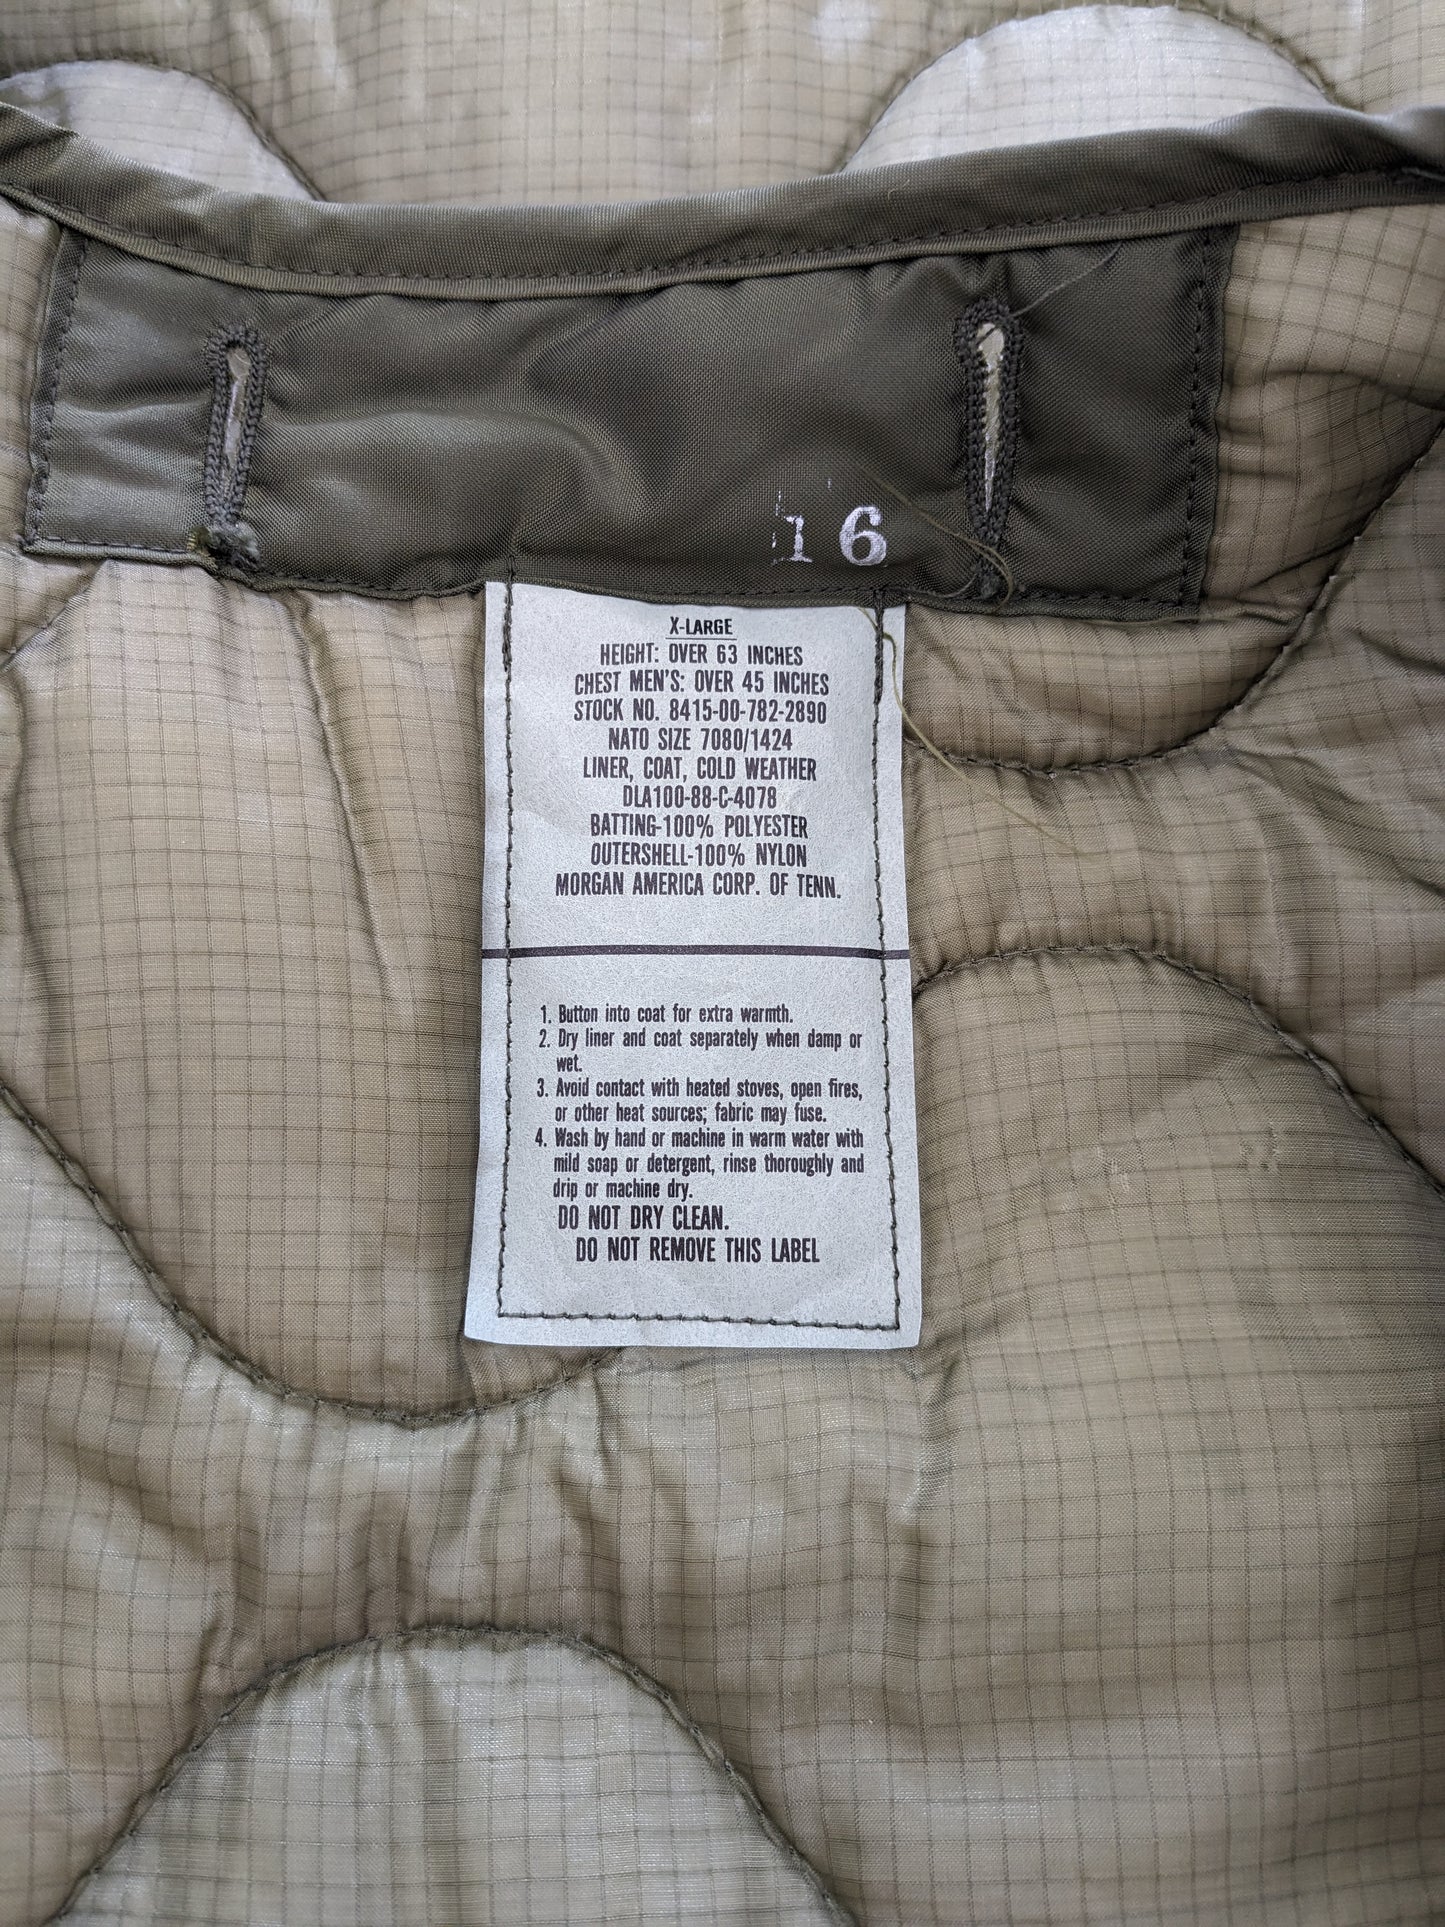 16
X-LARGE
HEIGHT: OVER 63 INCHES
CHEST MEN'S: OVER 45 INCHES
STOCK NO. 8415-00-782-2890
NATO SIZE 7080/1424
LINER, COAT, COLD WEATHER
DLA100-88-C-4078
BATTING-100% POLYESTER
OUTERSHELL-100% NYLON
MORGAN AMERICA CORP. OF TENN.
1. Button into coat for extra warmth.
2. Dry liner and coat separately when damp or
wet.
3. Avoid contact with heated stoves, open fires,
or other heat sources; fabric may fuse.
4. Wash by hand or machine in warm water with
mild soap or detergent, rinse thoroughly and
drip or machine dry.
DO NOT DRY CLEAN.
DO NOT REMOVE THIS LABEL